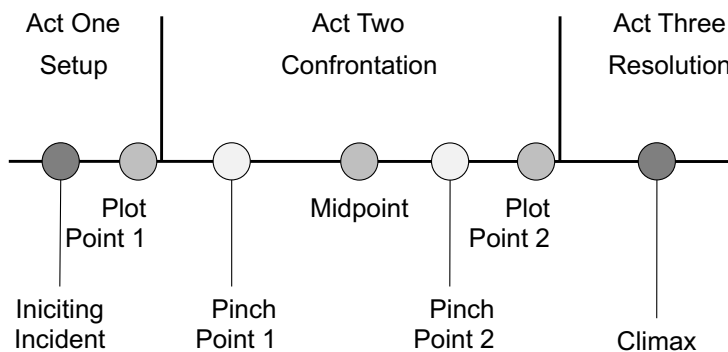 Act One
Setup
Act Two
Confrontation
Act Three
Resolution
Plot
Point 1
Midpoint
Plot
Point 2
Iniciting
Incident
Pinch
Point 1
Pinch
Point 2
Climax